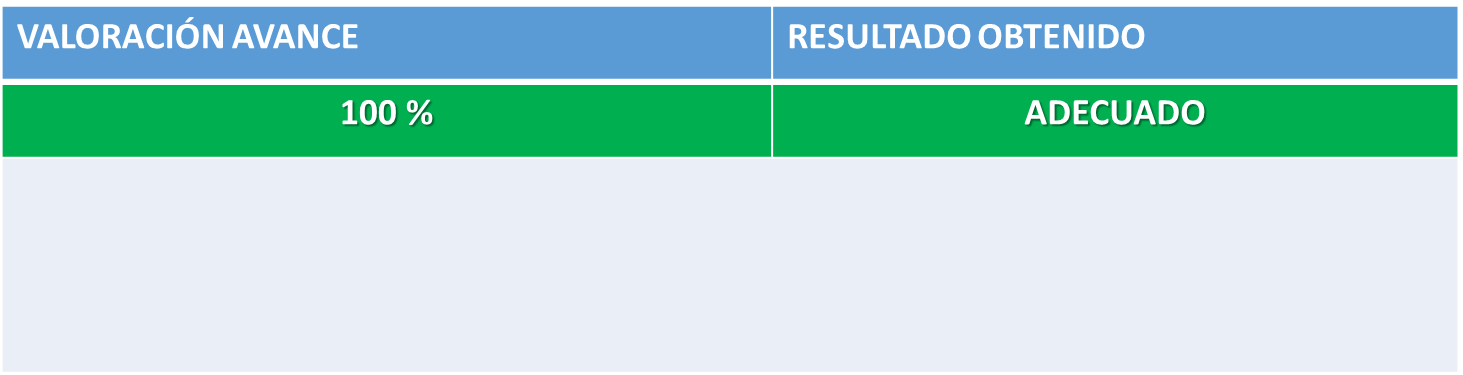 VALORACIÓN AVANCE RESULTADO OBTENIDO
100 % ADECUADO